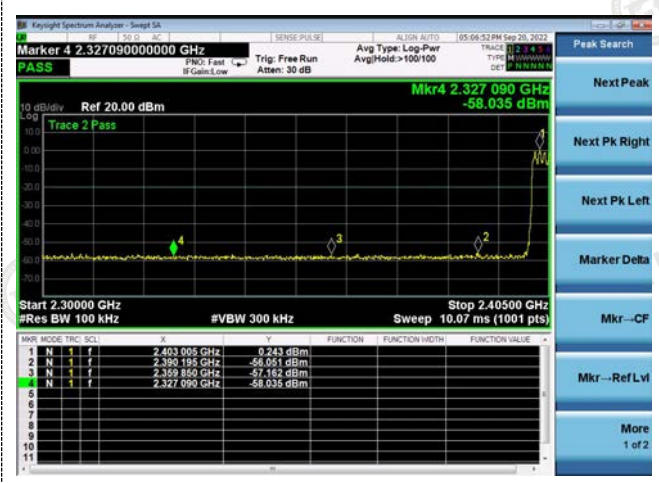 Keysight Spectrum Analyzer - Swept SA
RF 50 Ω AC SENSE:PULSE ALIGN AUTO 05:06:52 PM Sep 20, 2022
Marker 4 2.327090000000 GHz
PASS
PNO: Fast
IFGain:Low
Trig: Free Run
Atten: 30 dB
Avg Type: Log-Pwr
Avg|Hold:>100/100
TRACE 1 2 3 4 5
TYPE M
DET P N N N N N
Mkr4 2.327 090 GHz
-58.035 dBm
10 dB/div Ref 20.00 dBm
Log
Trace 2 Pass
10.0
0.00
-10.0
-20.0
-30.0
-40.0
-50.0
-60.0
-70.0
1
2
3
4
Start 2.30000 GHz
Stop 2.40500 GHz
#Res BW 100 kHz
#VBW 300 kHz
Sweep 10.07 ms (1001 pts)
MKR MODE TRC SCL X Y FUNCTION FUNCTION WIDTH FUNCTION VALUE
1 N 1 f 2.403 005 GHz 0.243 dBm
2 N 1 f 2.390 195 GHz -56.051 dBm
3 N 1 f 2.359 850 GHz -57.162 dBm
4 N 1 f 2.327 090 GHz -58.035 dBm
5
6
7
8
9
10
11
Peak Search
Next Peak
Next Pk Right
Next Pk Left
Marker Delta
Mkr→CF
Mkr→Ref Lvl
More
1 of 2